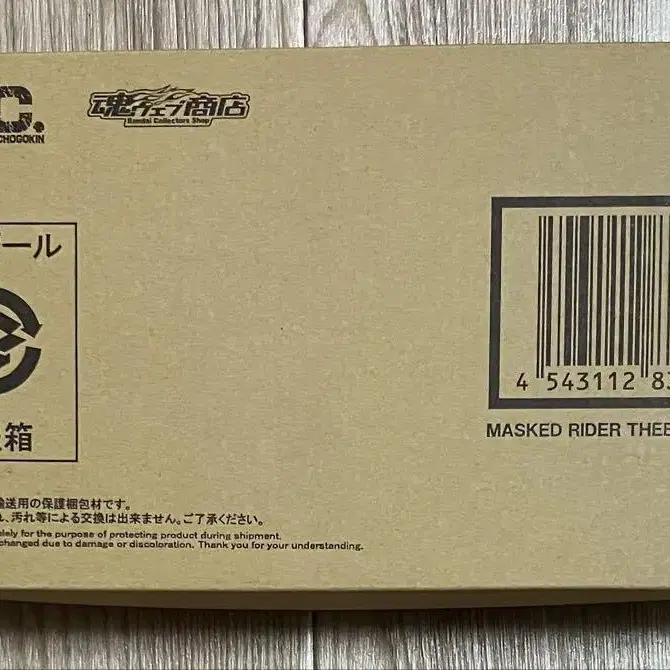 C.
CHOGOKIN
魂ウェブ商店
Bandai Collectors Shop
ール
箱
4 543112 83
MASKED RIDER THEE
輸送用の保護梱包材です。
、汚れ等による交換は出来ません。ご了承ください。
lely for the purpose of protecting product during shipment.
changed due to damage or discoloration. Thank you for your understanding.